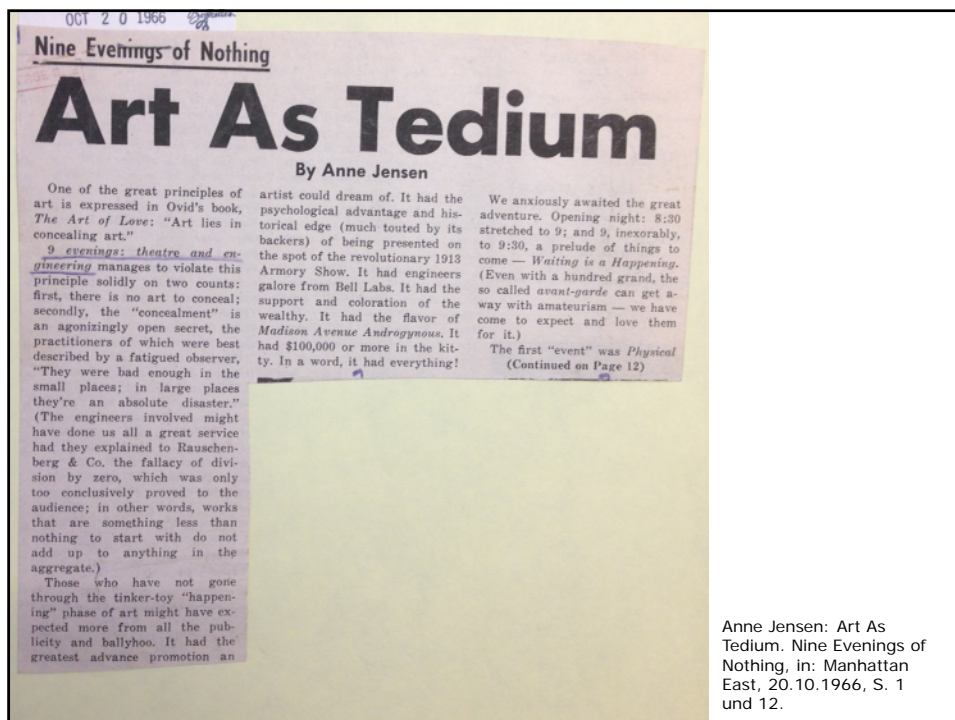 OCT 20 1966
Nine Evenings of Nothing
Art As Tedium
By Anne Jensen
One of the great principles of
art is expressed in Ovid's book,
The Art of Love: “Art lies in
concealing art.”
9 evenings: theatre and en-
gineering manages to violate this
principle solidly on two counts:
first, there is no art to conceal;
secondly, the “concealment” is
an agonizingly open secret, the
practitioners of which were best
described by a fatigued observer,
“They were bad enough in the
small places; in large places
they're an absolute disaster.”
(The engineers involved might
have done us all a great service
had they explained to Rauschen-
berg & Co. the fallacy of divi-
sion by zero, which was only
too conclusively proved to the
audience; in other words, works
that are something less than
nothing to start with do not
add up to anything in the
aggregate.)
Those who have not gone
through the tinker-toy “happen-
ing” phase of art might have ex-
pected more from all the pub-
licity and ballyhoo. It had the
greatest advance promotion an
artist could dream of. It had the
psychological advantage and his-
torical edge (much touted by its
backers) of being presented on
the spot of the revolutionary 1913
Armory Show. It had engineers
galore from Bell Labs. It had the
support and coloration of the
wealthy. It had the flavor of
Madison Avenue Androgynous. It
had $100,000 or more in the kit-
ty. In a word, it had everything!
We anxiously awaited the great
adventure. Opening night: 8:30
stretched to 9; and 9, inexorably,
to 9:30, a prelude of things to
come — Waiting is a Happening.
(Even with a hundred grand, the
so called avant-garde can get a-
way with amateurism — we have
come to expect and love them
for it.)
The first “event” was Physical
(Continued on Page 12)
Anne Jensen: Art As
Tedium. Nine Evenings of
Nothing, in: Manhattan
East, 20.10.1966, S. 1
und 12.